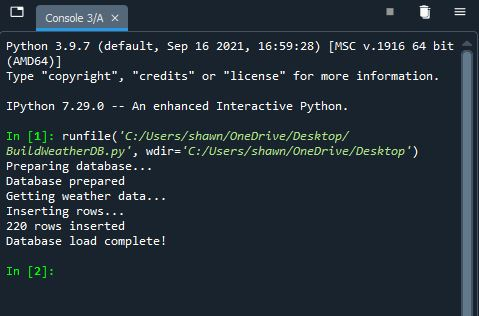 Console 3/A
Python 3.9.7 (default, Sep 16 2021, 16:59:28) [MSC v.1916 64 bit
(AMD64)]
Type "copyright", "credits" or "license" for more information.
IPython 7.29.0 -- An enhanced Interactive Python.
In [1]: runfile('C:/Users/shawn/OneDrive/Desktop/
BuildWeatherDB.py', wdir='C:/Users/shawn/OneDrive/Desktop')
Preparing database...
Database prepared
Getting weather data...
Inserting rows...
220 rows inserted
Database load complete!
In [2]: